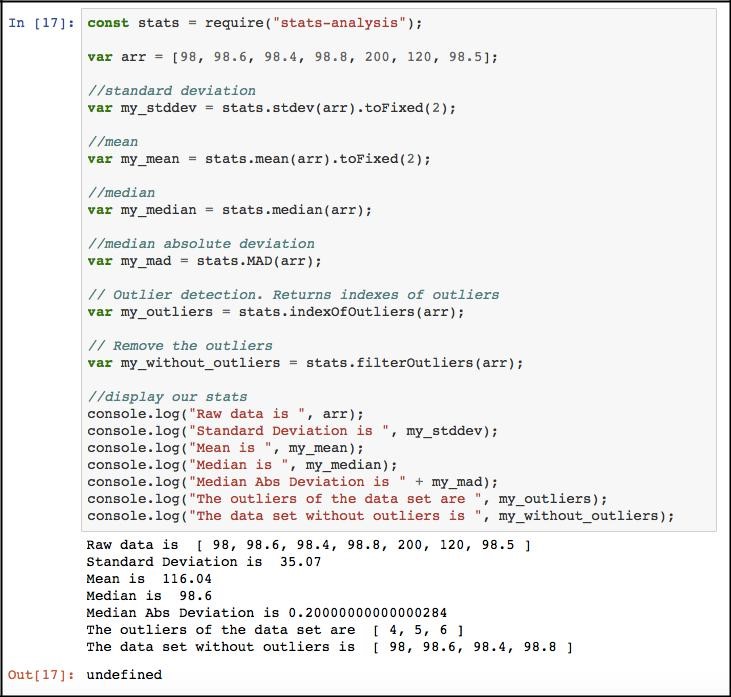 In [17]: const stats = require("stats-analysis");
var arr = [98, 98.6, 98.4, 98.8, 200, 120, 98.5];
//standard deviation
var my_stddev = stats.stdev(arr).toFixed(2);
//mean
var my_mean = stats.mean(arr).toFixed(2);
//median
var my_median = stats.median(arr);
//median absolute deviation
var my_mad = stats.MAD(arr);
// Outlier detection. Returns indexes of outliers
var my_outliers = stats.indexOfOutliers(arr);
// Remove the outliers
var my_without_outliers = stats.filterOutliers(arr);
//display our stats
console.log("Raw data is ", arr);
console.log("Standard Deviation is ", my_stddev);
console.log("Mean is ", my_mean);
console.log("Median is ", my_median);
console.log("Median Abs Deviation is " + my_mad);
console.log("The outliers of the data set are ", my_outliers);
console.log("The data set without outliers is ", my_without_outliers);
Raw data is  [ 98, 98.6, 98.4, 98.8, 200, 120, 98.5 ]
Standard Deviation is  35.07
Mean is  116.04
Median is  98.6
Median Abs Deviation is 0.20000000000000284
The outliers of the data set are  [ 4, 5, 6 ]
The data set without outliers is  [ 98, 98.6, 98.4, 98.8 ]
Out[17]: undefined